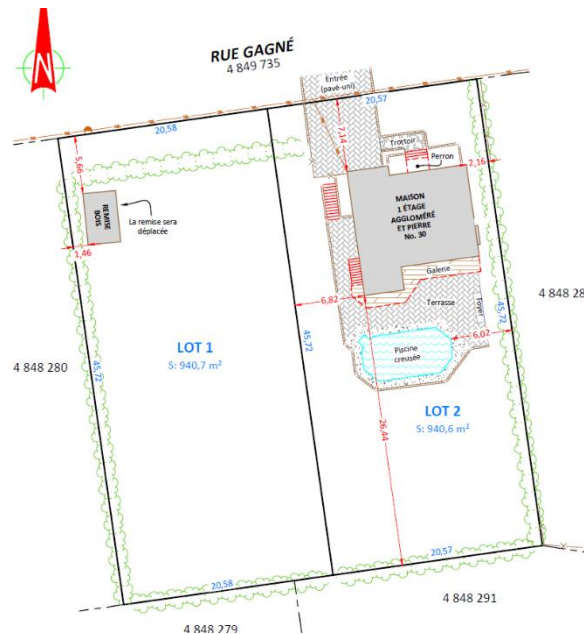 N
RUE GAGNÉ
4 849 735
Entrée
(pavé-uni)
20,58
20,57
7,14
Trottoir
Perron
2,16
5,66
REMISE
BOIS
La remise sera
déplacée
1,46
MAISON
1 ÉTAGE
AGGLOMÉRÉ
ET PIERRE
No. 30
Galerie
6,82
Terrasse
Foyer
4 848 28
45,72
45,72
45,72
Piscine
creusée
6,02
4 848 280
LOT 1
S: 940,7 m²
LOT 2
S: 940,6 m²
26,44
20,58
20,57
4 848 279
4 848 291